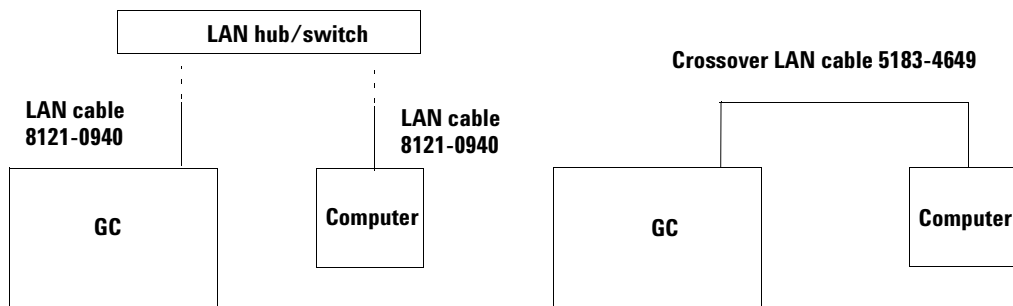 LAN hub/switch
LAN cable
8121-0940
LAN cable
8121-0940
GC
Computer
Crossover LAN cable 5183-4649
GC
Computer